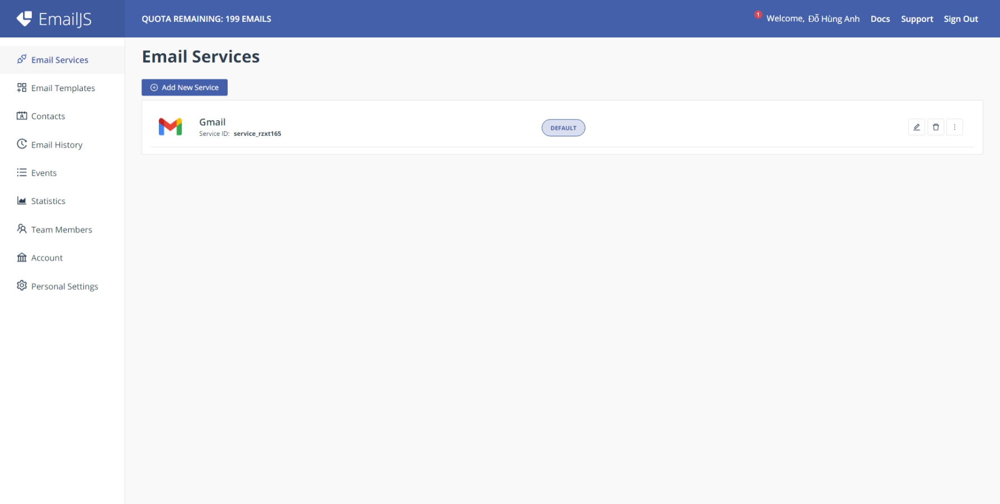 EmailJS
QUOTA REMAINING: 199 EMAILS
1
Welcome, Đỗ Hùng Anh
Docs
Support
Sign Out
Email Services
Email Templates
Contacts
Email History
Events
Statistics
Team Members
Account
Personal Settings
Email Services
Add New Service
Gmail
Service ID: service_rzxt165
DEFAULT